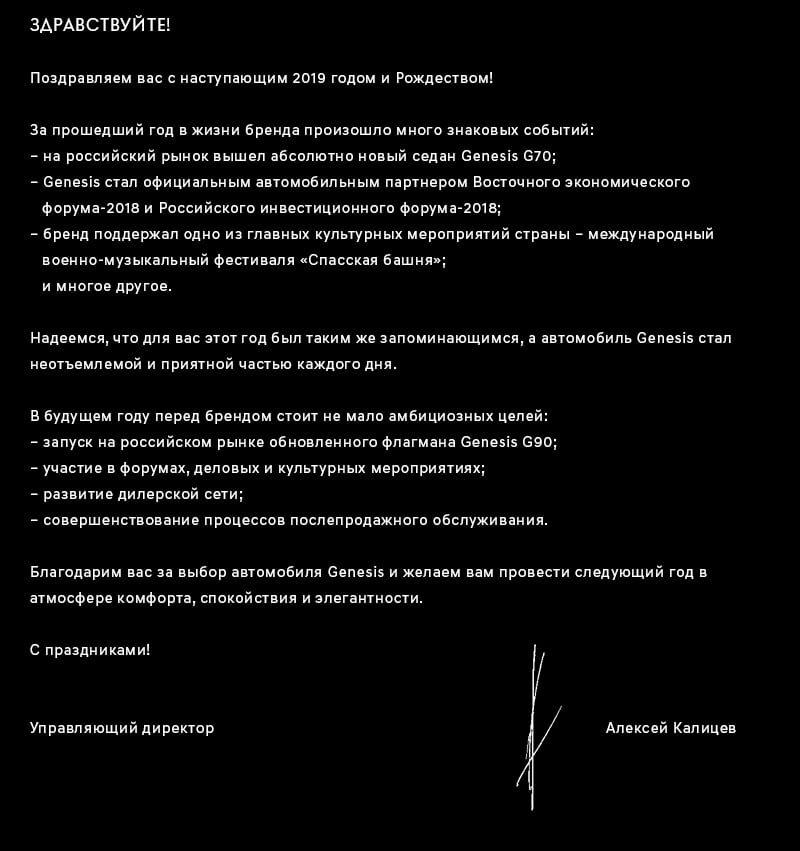 ЗДРАВСТВУЙТЕ!
Поздравляем вас с наступающим 2019 годом и Рождеством!
За прошедший год в жизни бренда произошло много знаковых событий:
– на российский рынок вышел абсолютно новый седан Genesis G70;
– Genesis стал официальным автомобильным партнером Восточного экономического
форума-2018 и Российского инвестиционного форума-2018;
– бренд поддержал одно из главных культурных мероприятий страны – международный
военно-музыкальный фестиваля «Спасская башня»;
и многое другое.
Надеемся, что для вас этот год был таким же запоминающимся, а автомобиль Genesis стал
неотъемлемой и приятной частью каждого дня.
В будущем году перед брендом стоит не мало амбициозных целей:
– запуск на российском рынке обновленного флагмана Genesis G90;
– участие в форумах, деловых и культурных мероприятиях;
– развитие дилерской сети;
– совершенствование процессов послепродажного обслуживания.
Благодарим вас за выбор автомобиля Genesis и желаем вам провести следующий год в
атмосфере комфорта, спокойствия и элегантности.
С праздниками!
Управляющий директор Алексей Калицев